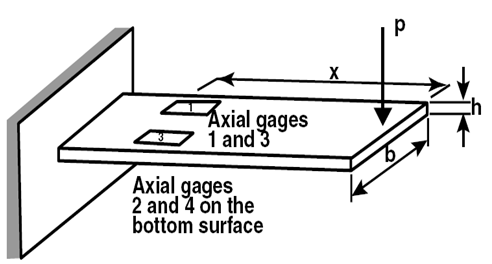 p
x
h
1
Axial gages
3
1 and 3
b
Axial gages
2 and 4 on the
bottom surface